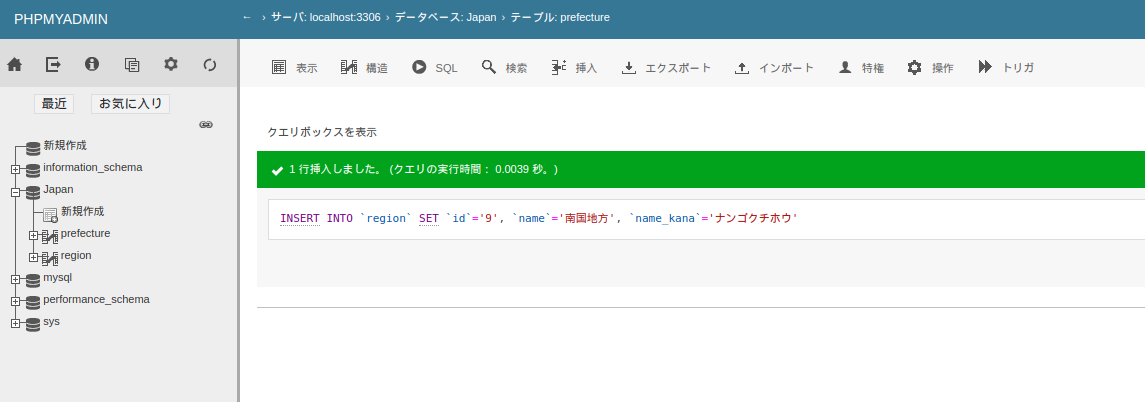 PHPMYADMIN
← › サーバ: localhost:3306 › データベース: Japan › テーブル: prefecture
表示 構造 SQL 検索 挿入 エクスポート インポート 特権 操作 トリガ
最近 お気に入り
新規作成
information_schema
Japan
新規作成
prefecture
region
mysql
performance_schema
sys
クエリボックスを表示
1 行挿入しました。 (クエリの実行時間： 0.0039 秒。)
INSERT INTO `region` SET `id`='9', `name`='南国地方', `name_kana`='ナンゴクチホウ'